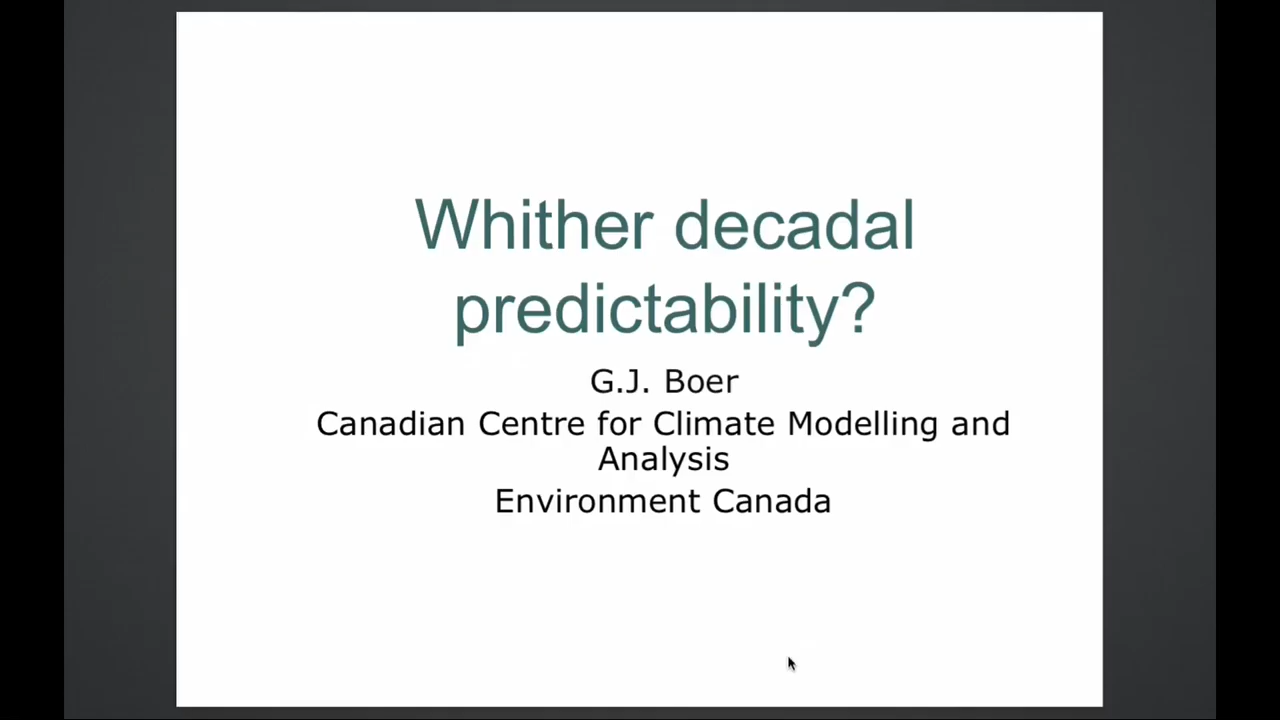 Whither decadal
predictability?
G.J. Boer
Canadian Centre for Climate Modelling and
Analysis
Environment Canada